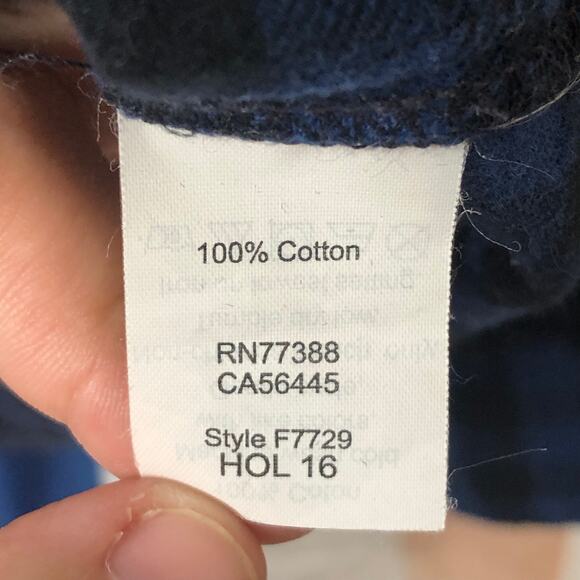 100% Cotton
RN77388
CA56445
Style F7729
HOL 16